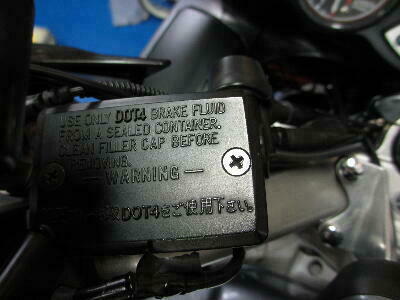 USE ONLY DOT4 BRAKE FLUID
FROM A SEALED CONTAINER.
CLEAN FILLER CAP BEFORE
REMOVING.
WARNING
DOT4をご使用下さい。